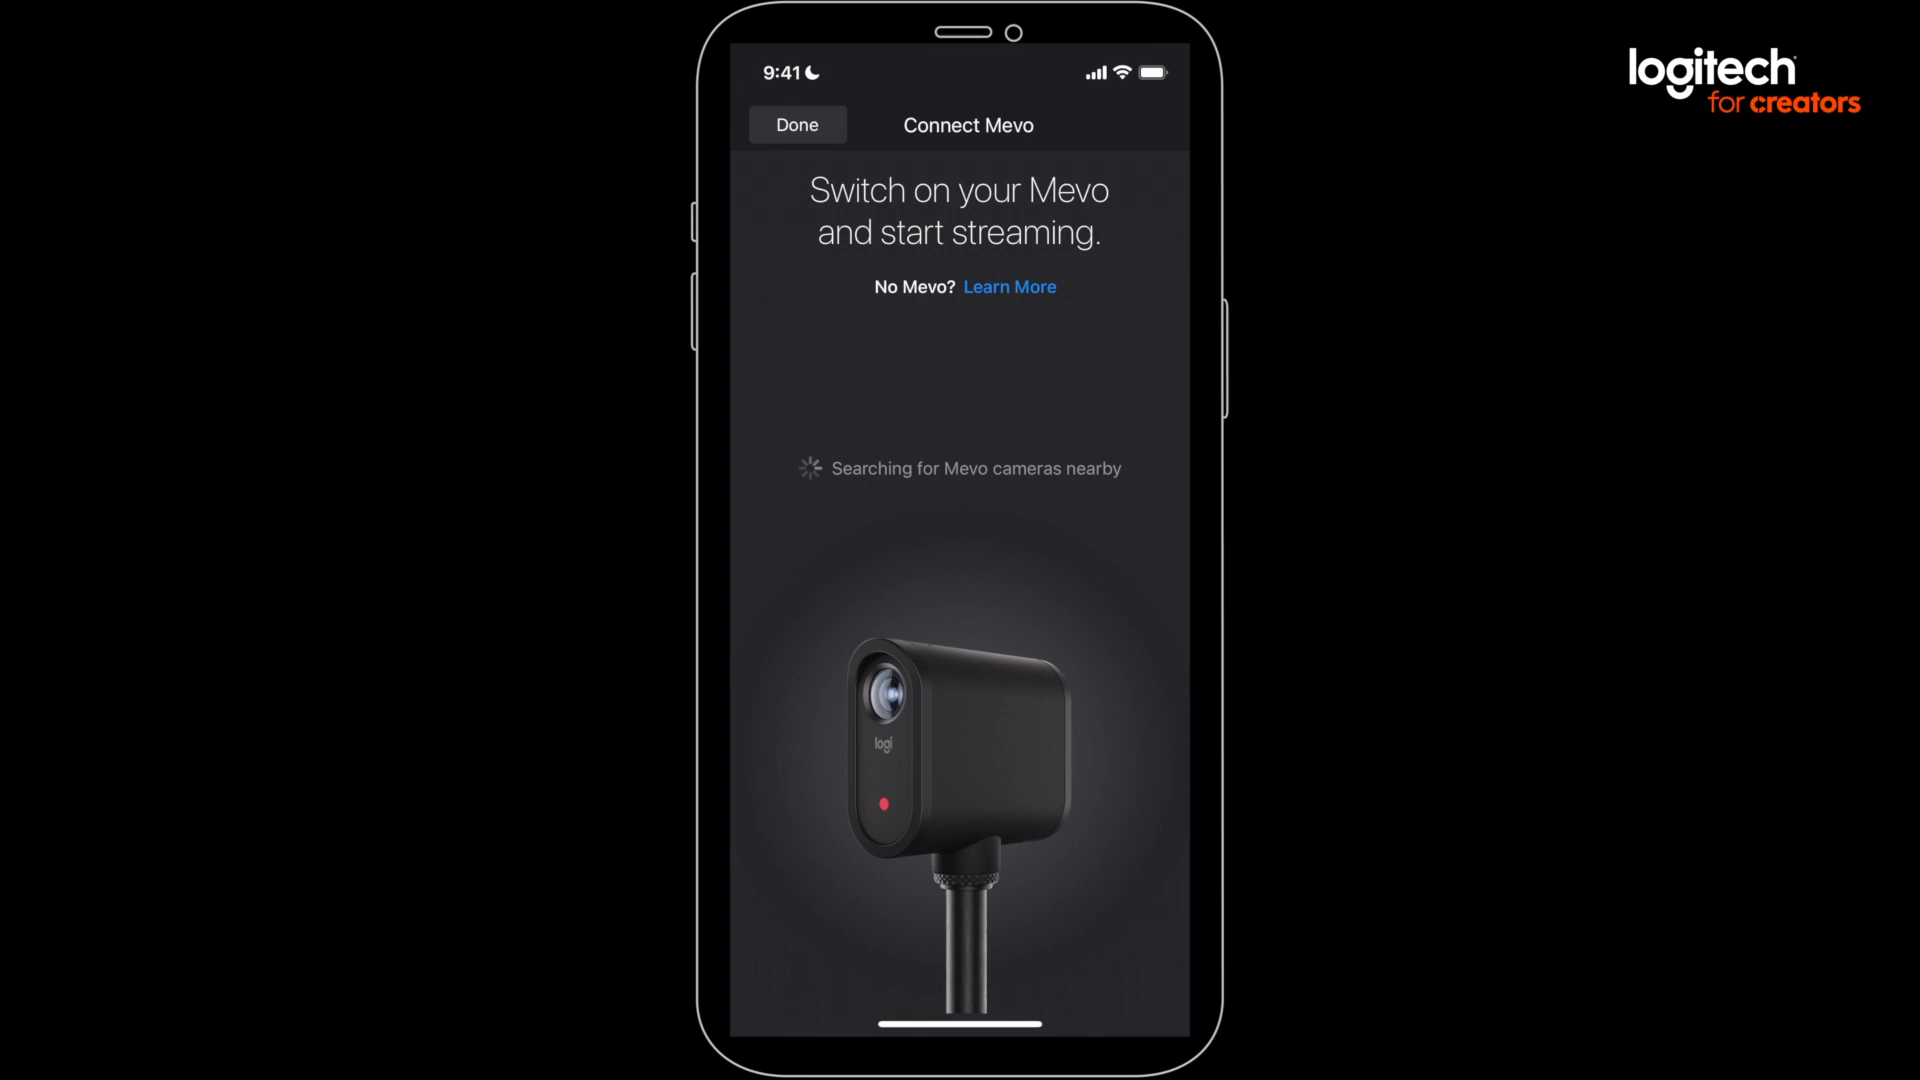 logitech
for creators
9:41
Done
Connect Mevo
Switch on your Mevo
and start streaming.
No Mevo? Learn More
Searching for Mevo cameras nearby
logi